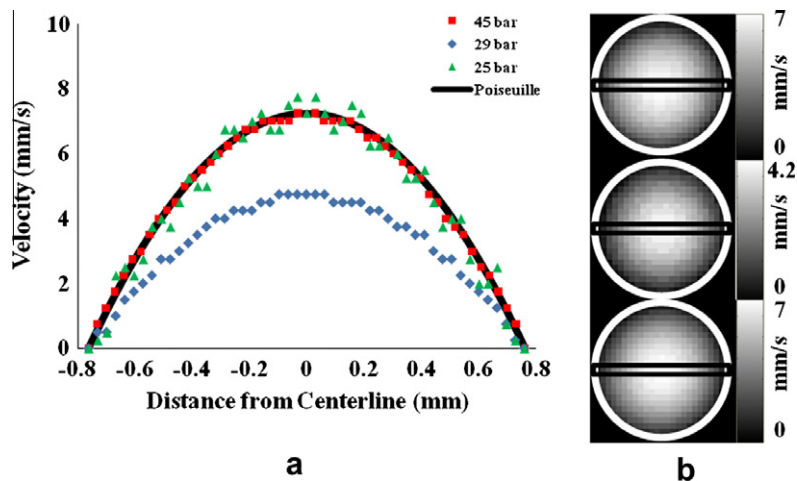 10
8
6
4
2
0
Velocity (mm/s)
45 bar
29 bar
25 bar
Poiseuille
-0.8 -0.6 -0.4 -0.2 0 0.2 0.4 0.6 0.8
Distance from Centerline (mm)
a
7
mm/s
0
4.2
mm/s
0
7
mm/s
0
b